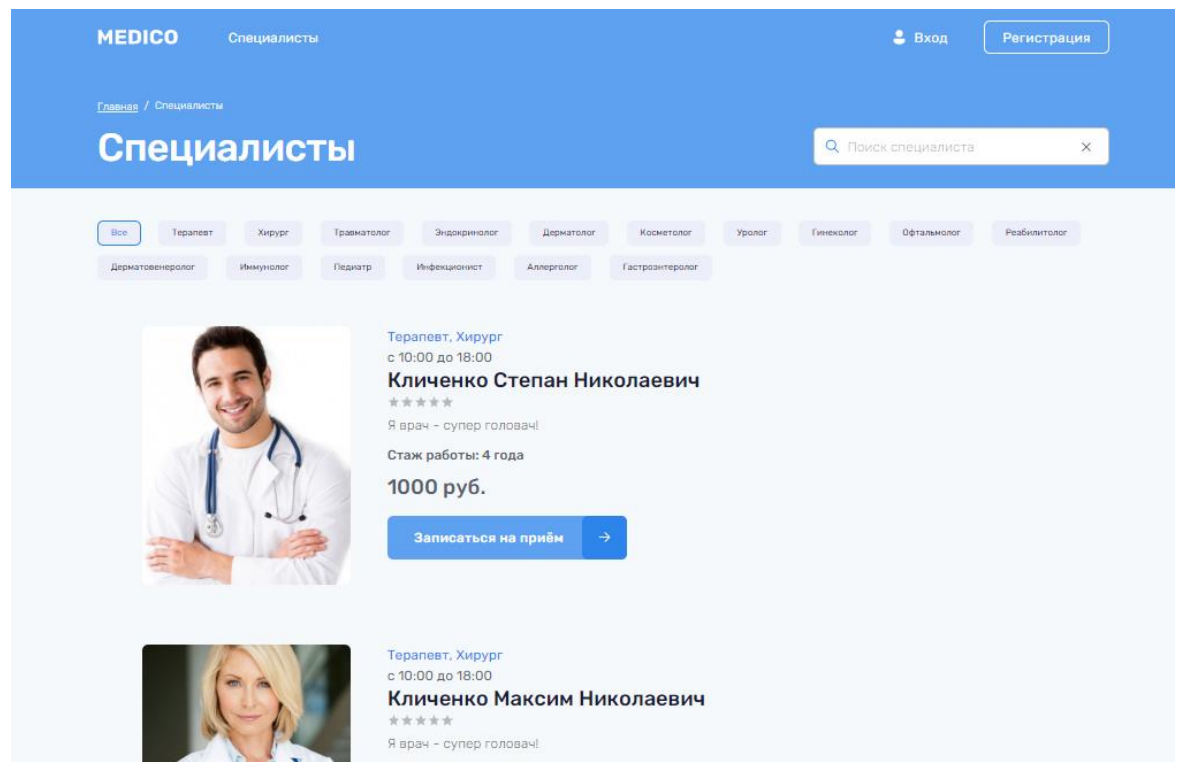 MEDICO Специалисты Вход Регистрация
Главная / Специалисты
Специалисты Поиск специалиста
Все Терапевт Хирург Травматолог Эндокринолог Дерматолог Косметолог Уролог Гинеколог Офтальмолог Реабилитолог
Дерматовенеролог Иммунолог Педиатр Инфекционист Аллерголог Гастроэнтеролог
Терапевт, Хирург
с 10:00 до 18:00
Кличенко Степан Николаевич
Я врач - супер головач!
Стаж работы: 4 года
1000 руб.
Записаться на приём →
Терапевт, Хирург
с 10:00 до 18:00
Кличенко Максим Николаевич
Я врач - супер головач!